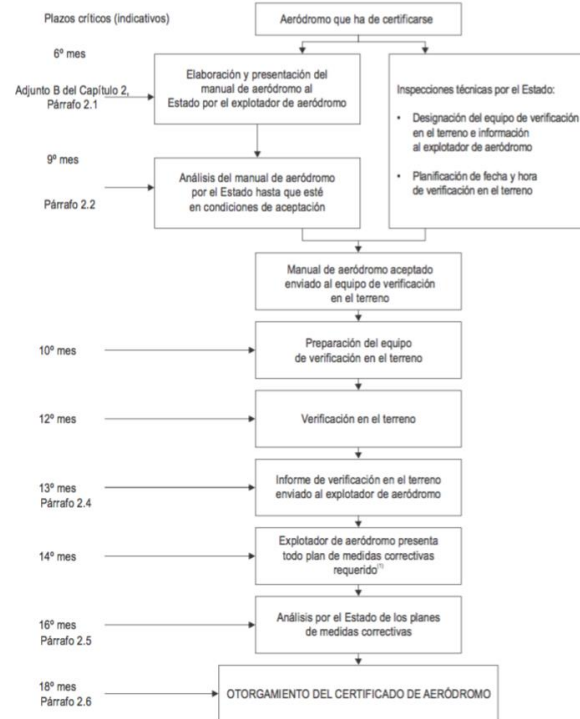 Plazos críticos (indicativos)
Aeródromo que ha de certificarse
6º mes
Adjunto B del Capítulo 2,
Párrafo 2.1
Elaboración y presentación del
manual de aeródromo al
Estado por el explotador de aeródromo
Inspecciones técnicas por el Estado:
• Designación del equipo de verificación
en el terreno e información
al explotador de aeródromo
• Planificación de fecha y hora
de verificación en el terreno
9º mes
Párrafo 2.2
Análisis del manual de aeródromo
por el Estado hasta que esté
en condiciones de aceptación
Manual de aeródromo aceptado
enviado al equipo de verificación
en el terreno
10º mes
Preparación del equipo
de verificación en el terreno
12º mes
Verificación en el terreno
13º mes
Párrafo 2.4
Informe de verificación en el terreno
enviado al explotador de aeródromo
14º mes
Explotador de aeródromo presenta
todo plan de medidas correctivas
requerido(1)
16º mes
Párrafo 2.5
Análisis por el Estado de los planes
de medidas correctivas
18º mes
Párrafo 2.6
OTORGAMIENTO DEL CERTIFICADO DE AERÓDROMO